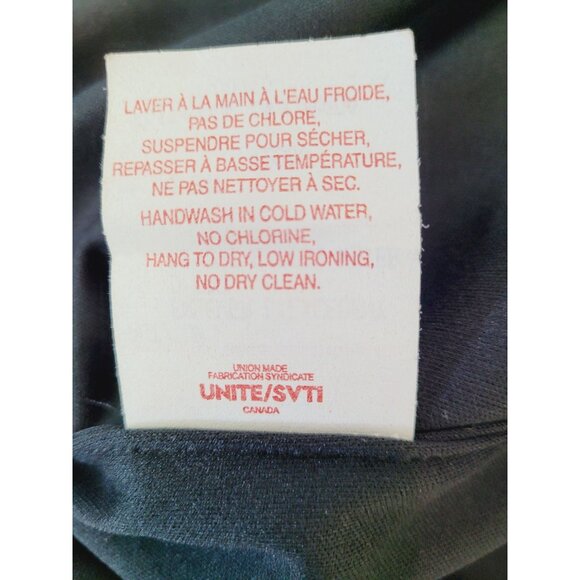 LAVER À LA MAIN À L'EAU FROIDE,
PAS DE CHLORE,
SUSPENDRE POUR SÉCHER,
REPASSER À BASSE TEMPÉRATURE,
NE PAS NETTOYER À SEC.
HANDWASH IN COLD WATER,
NO CHLORINE,
HANG TO DRY, LOW IRONING,
NO DRY CLEAN.
UNION MADE
FABRICATION SYNDICATE
UNITE/SVTI
CANADA